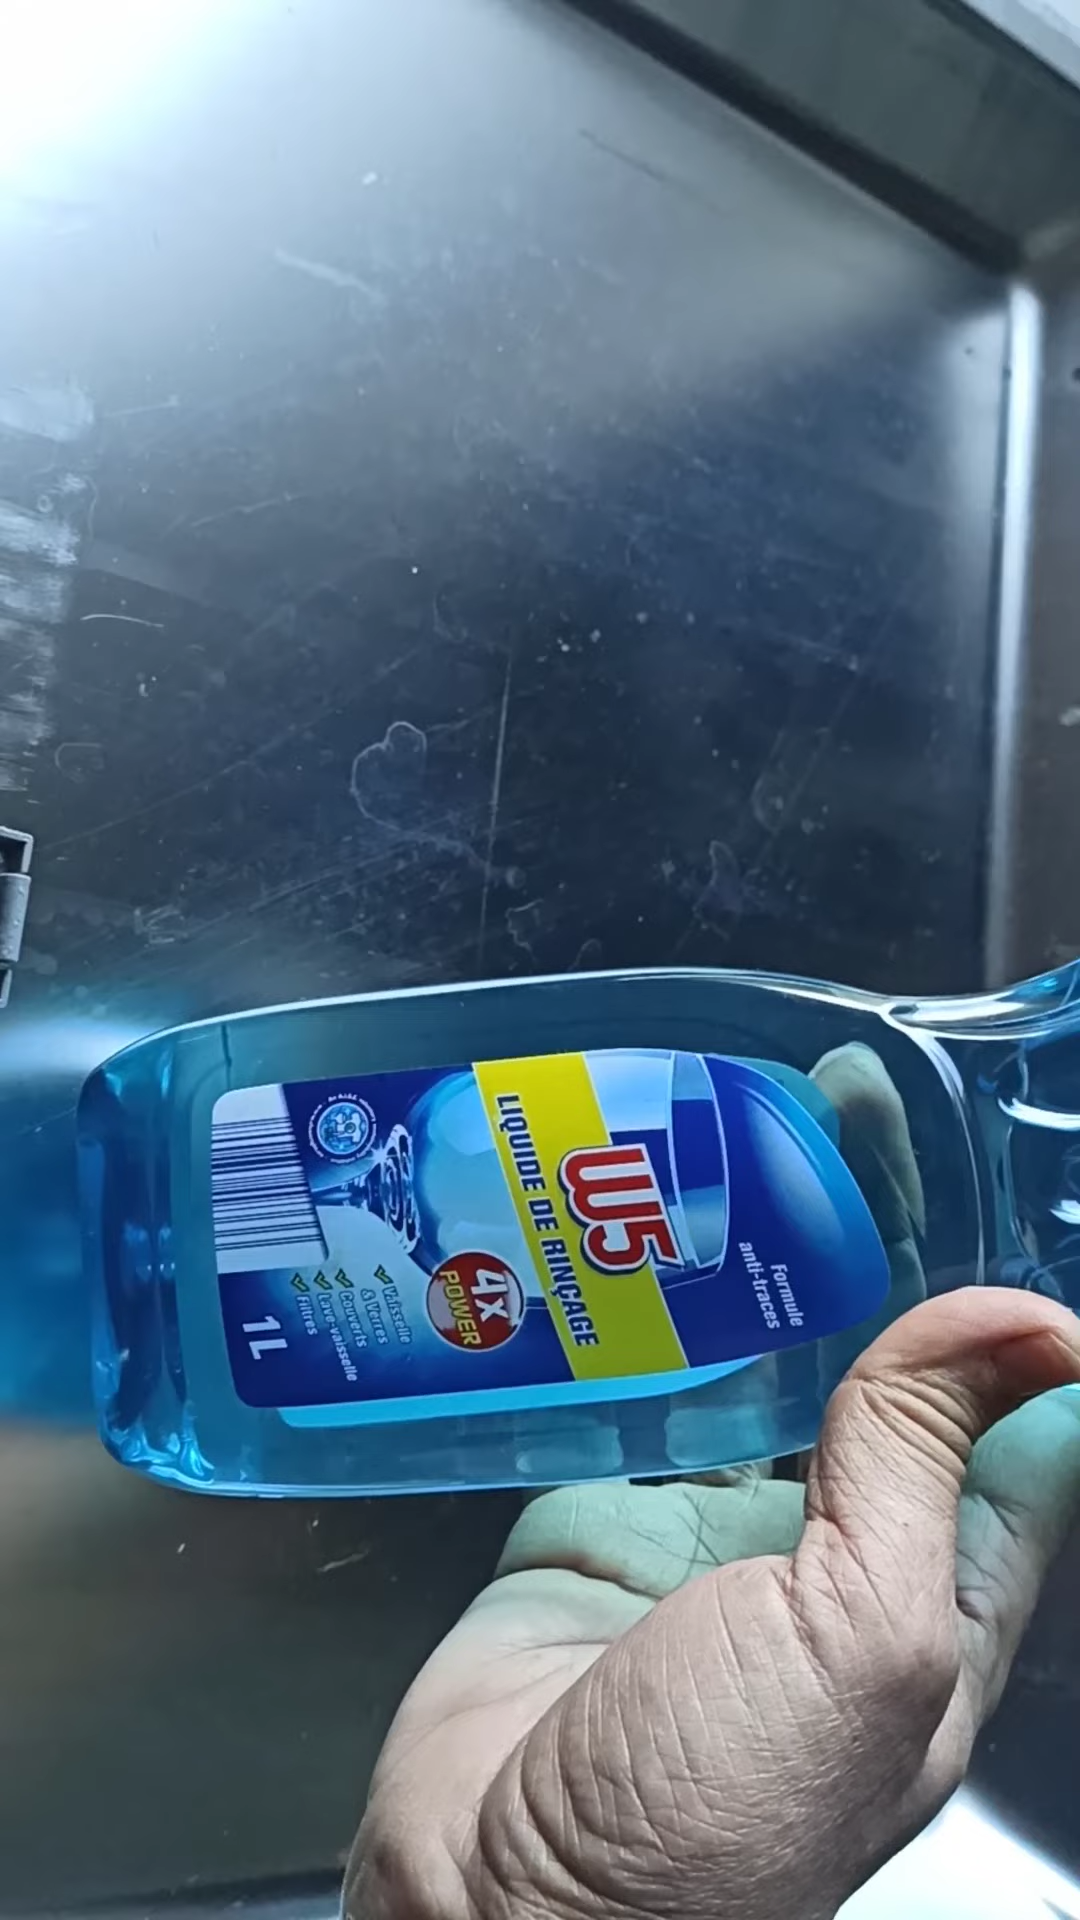 Formule
anti-traces
W5
LIQUIDE DE RINÇAGE
4X
POWER
Vaisselle
& Verres
Couverts
Lave-vaisselle
Filtres
1L